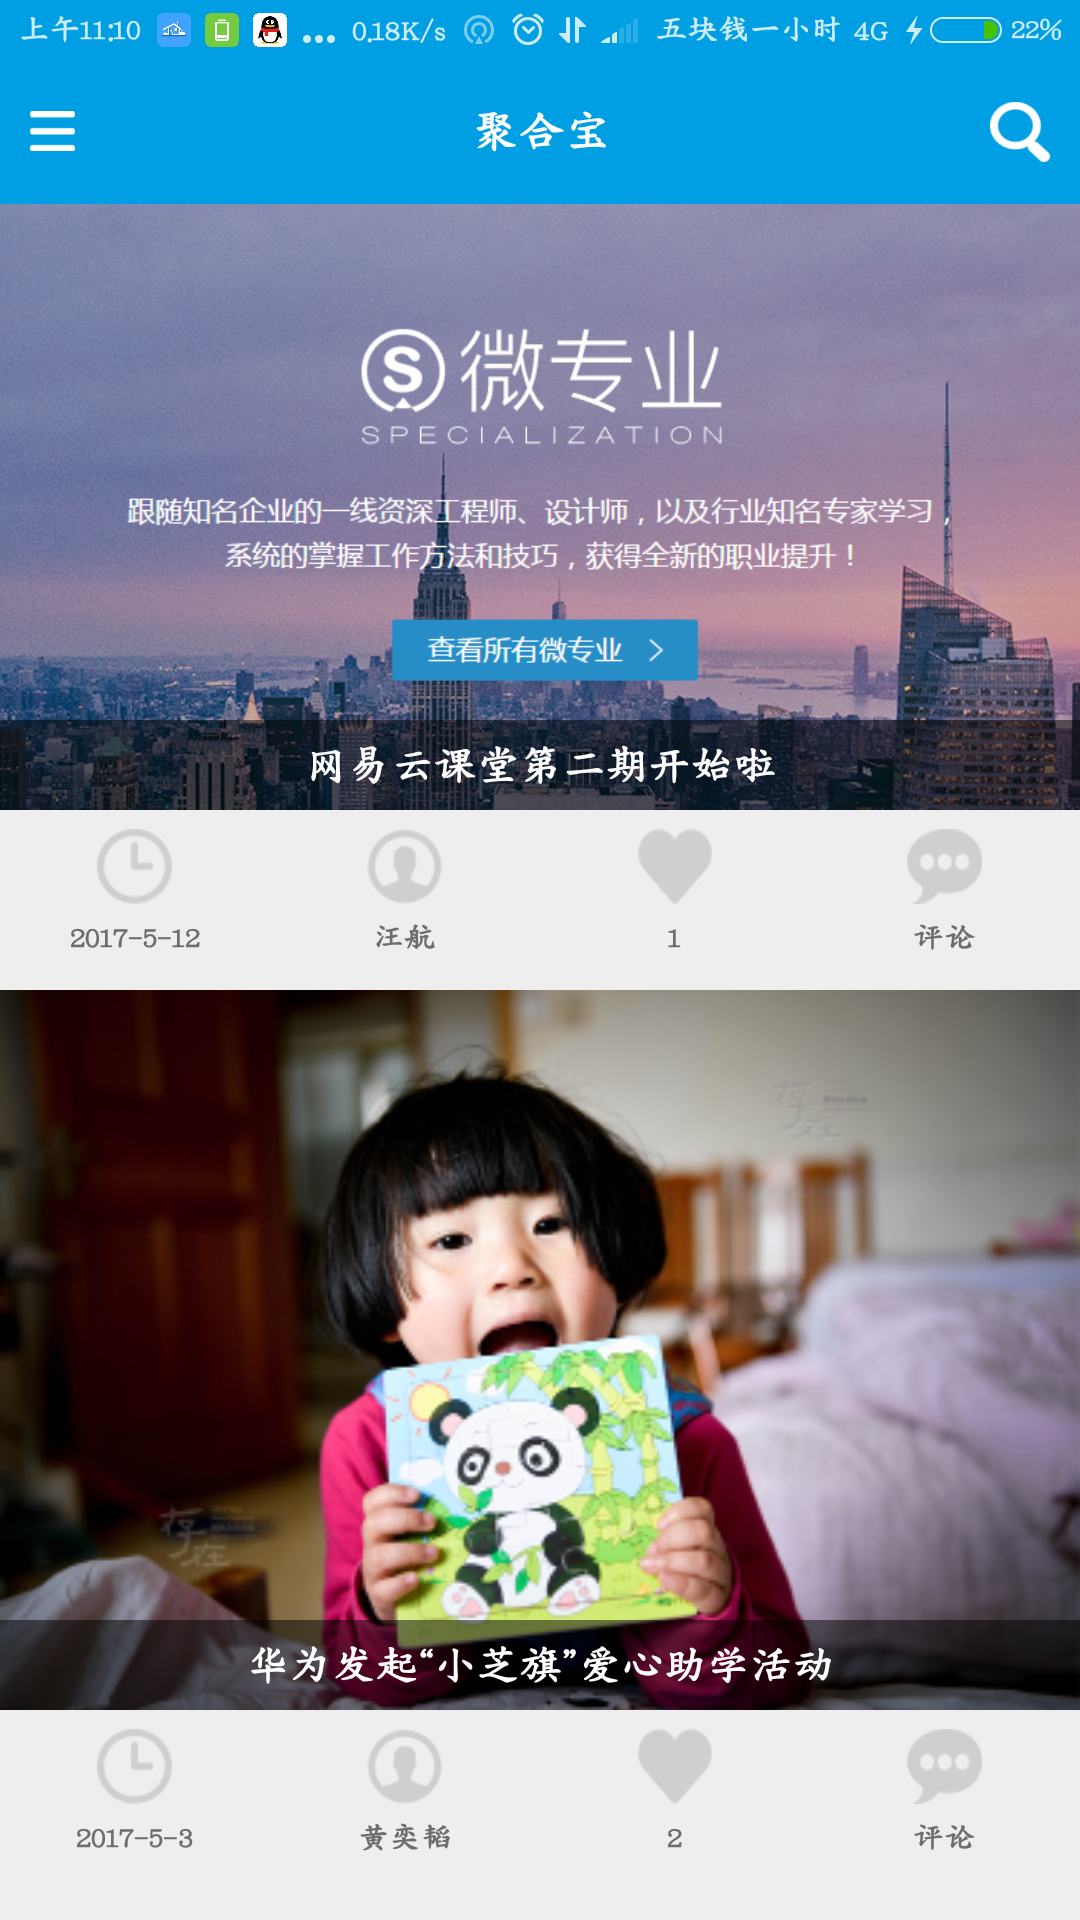 上午11:10 ... 0.18K/s 五块钱一小时 4G 22%
聚合宝
S 微专业
SPECIALIZATION
跟随知名企业的一线资深工程师、设计师，以及行业知名专家学习，
系统的掌握工作方法和技巧，获得全新的职业提升！
查看所有微专业 >
网易云课堂第二期开始啦
2017-5-12 汪航 1 评论
存在
存在
华为发起“小芝旗”爱心助学活动
2017-5-3 黄奕韬 2 评论